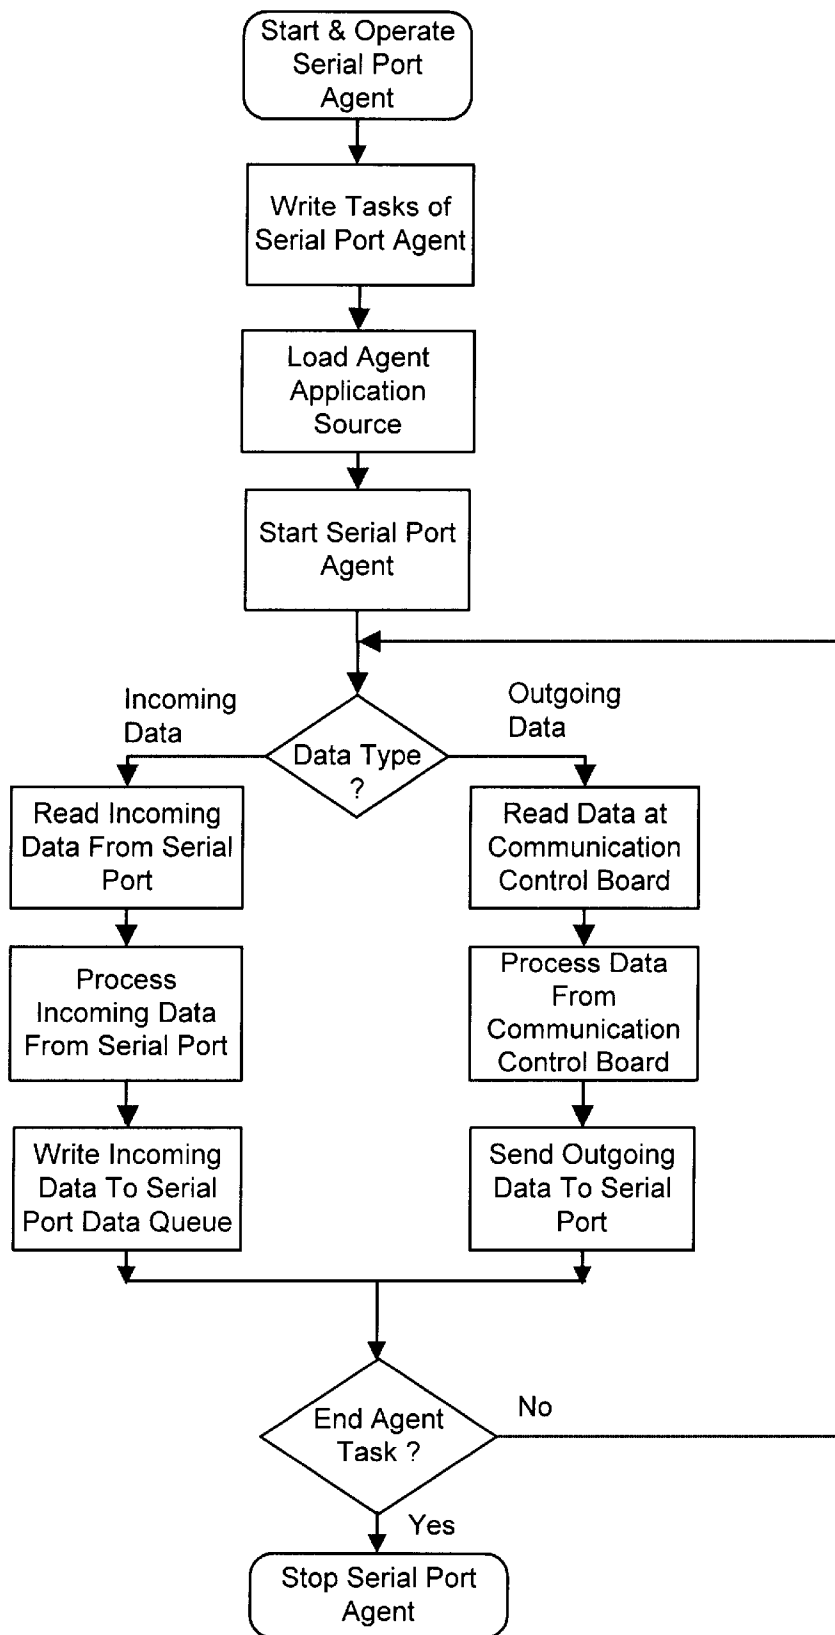 Start & Operate
Serial Port
Agent
Write Tasks of
Serial Port Agent
Load Agent
Application
Source
Start Serial Port
Agent
Incoming
Data
Outgoing
Data
Data Type
?
Read Incoming
Data From Serial
Port
Read Data at
Communication
Control Board
Process
Incoming Data
From Serial Port
Process Data
From
Communication
Control Board
Write Incoming
Data To Serial
Port Data Queue
Send Outgoing
Data To Serial
Port
End Agent
Task ?
No
Yes
Stop Serial Port
Agent